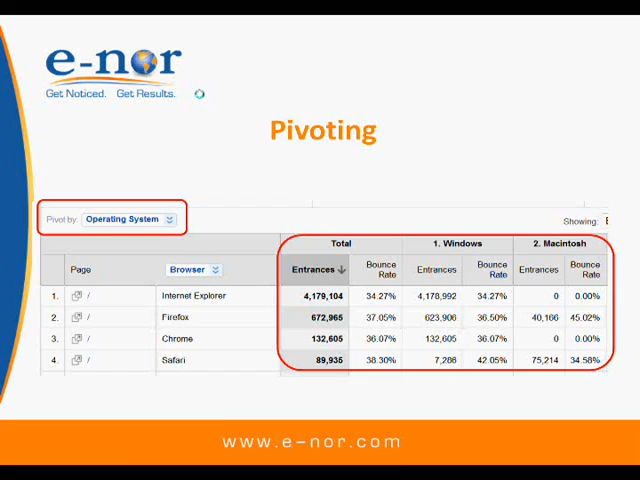 e-nor
Get Noticed. Get Results.
Pivoting
Pivot by: Operating System
Showing:
Total 1. Windows 2. Macintosh
Page Browser Entrances Bounce Rate Entrances Bounce Rate Entrances Bounce Rate
1. / Internet Explorer 4,179,104 34.27% 4,178,992 34.27% 0 0.00%
2. / Firefox 672,965 37.05% 623,906 36.50% 40,166 45.02%
3. / Chrome 132,605 36.07% 132,605 36.07% 0 0.00%
4. / Safari 89,935 38.30% 7,286 42.05% 75,214 34.58%
www.e-nor.com